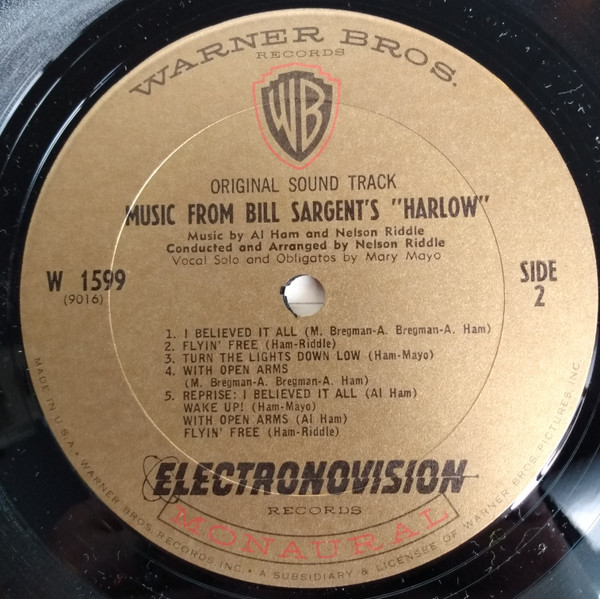 WARNER BROS.
RECORDS
WB
ORIGINAL SOUND TRACK
MUSIC FROM BILL SARGENT'S "HARLOW"
Music by Al Ham and Nelson Riddle
Conducted and Arranged by Nelson Riddle
Vocal Solo and Obligatos by Mary Mayo
W 1599
(9016)
SIDE
2
1. I BELIEVED IT ALL (M. Bregman-A. Bregman-A. Ham)
2. FLYIN' FREE (Ham-Riddle)
3. TURN THE LIGHTS DOWN LOW (Ham-Mayo)
4. WITH OPEN ARMS
(M. Bregman-A. Bregman-A. Ham)
5. REPRISE: I BELIEVED IT ALL (Al Ham)
WAKE UP! (Ham-Mayo)
WITH OPEN ARMS (Al Ham)
FLYIN' FREE (Ham-Riddle)
ELECTRONOVISION
RECORDS
MONAURAL
MADE IN U.S.A. • WARNER BROS. RECORDS, INC. • A SUBSIDIARY & LICENSEE OF WARNER BROS. PICTURES, INC.